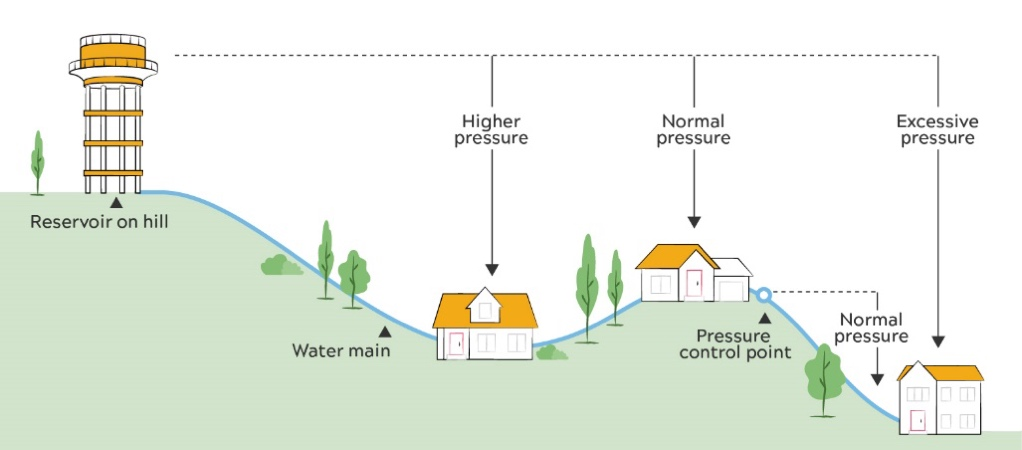 Higher
pressure
Normal
pressure
Excessive
pressure
Reservoir on hill
Water main
Pressure
control point
Normal
pressure